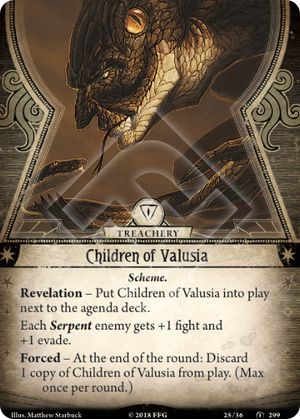 TREACHERY
Children of Valusia
Scheme.
Revelation – Put Children of Valusia into play
next to the agenda deck.
Each Serpent enemy gets +1 fight and
+1 evade.
Forced – At the end of the round: Discard
1 copy of Children of Valusia from play. (Max
once per round.)
Illus. Matthew Starbuck
© 2018 FFG
25/36
299